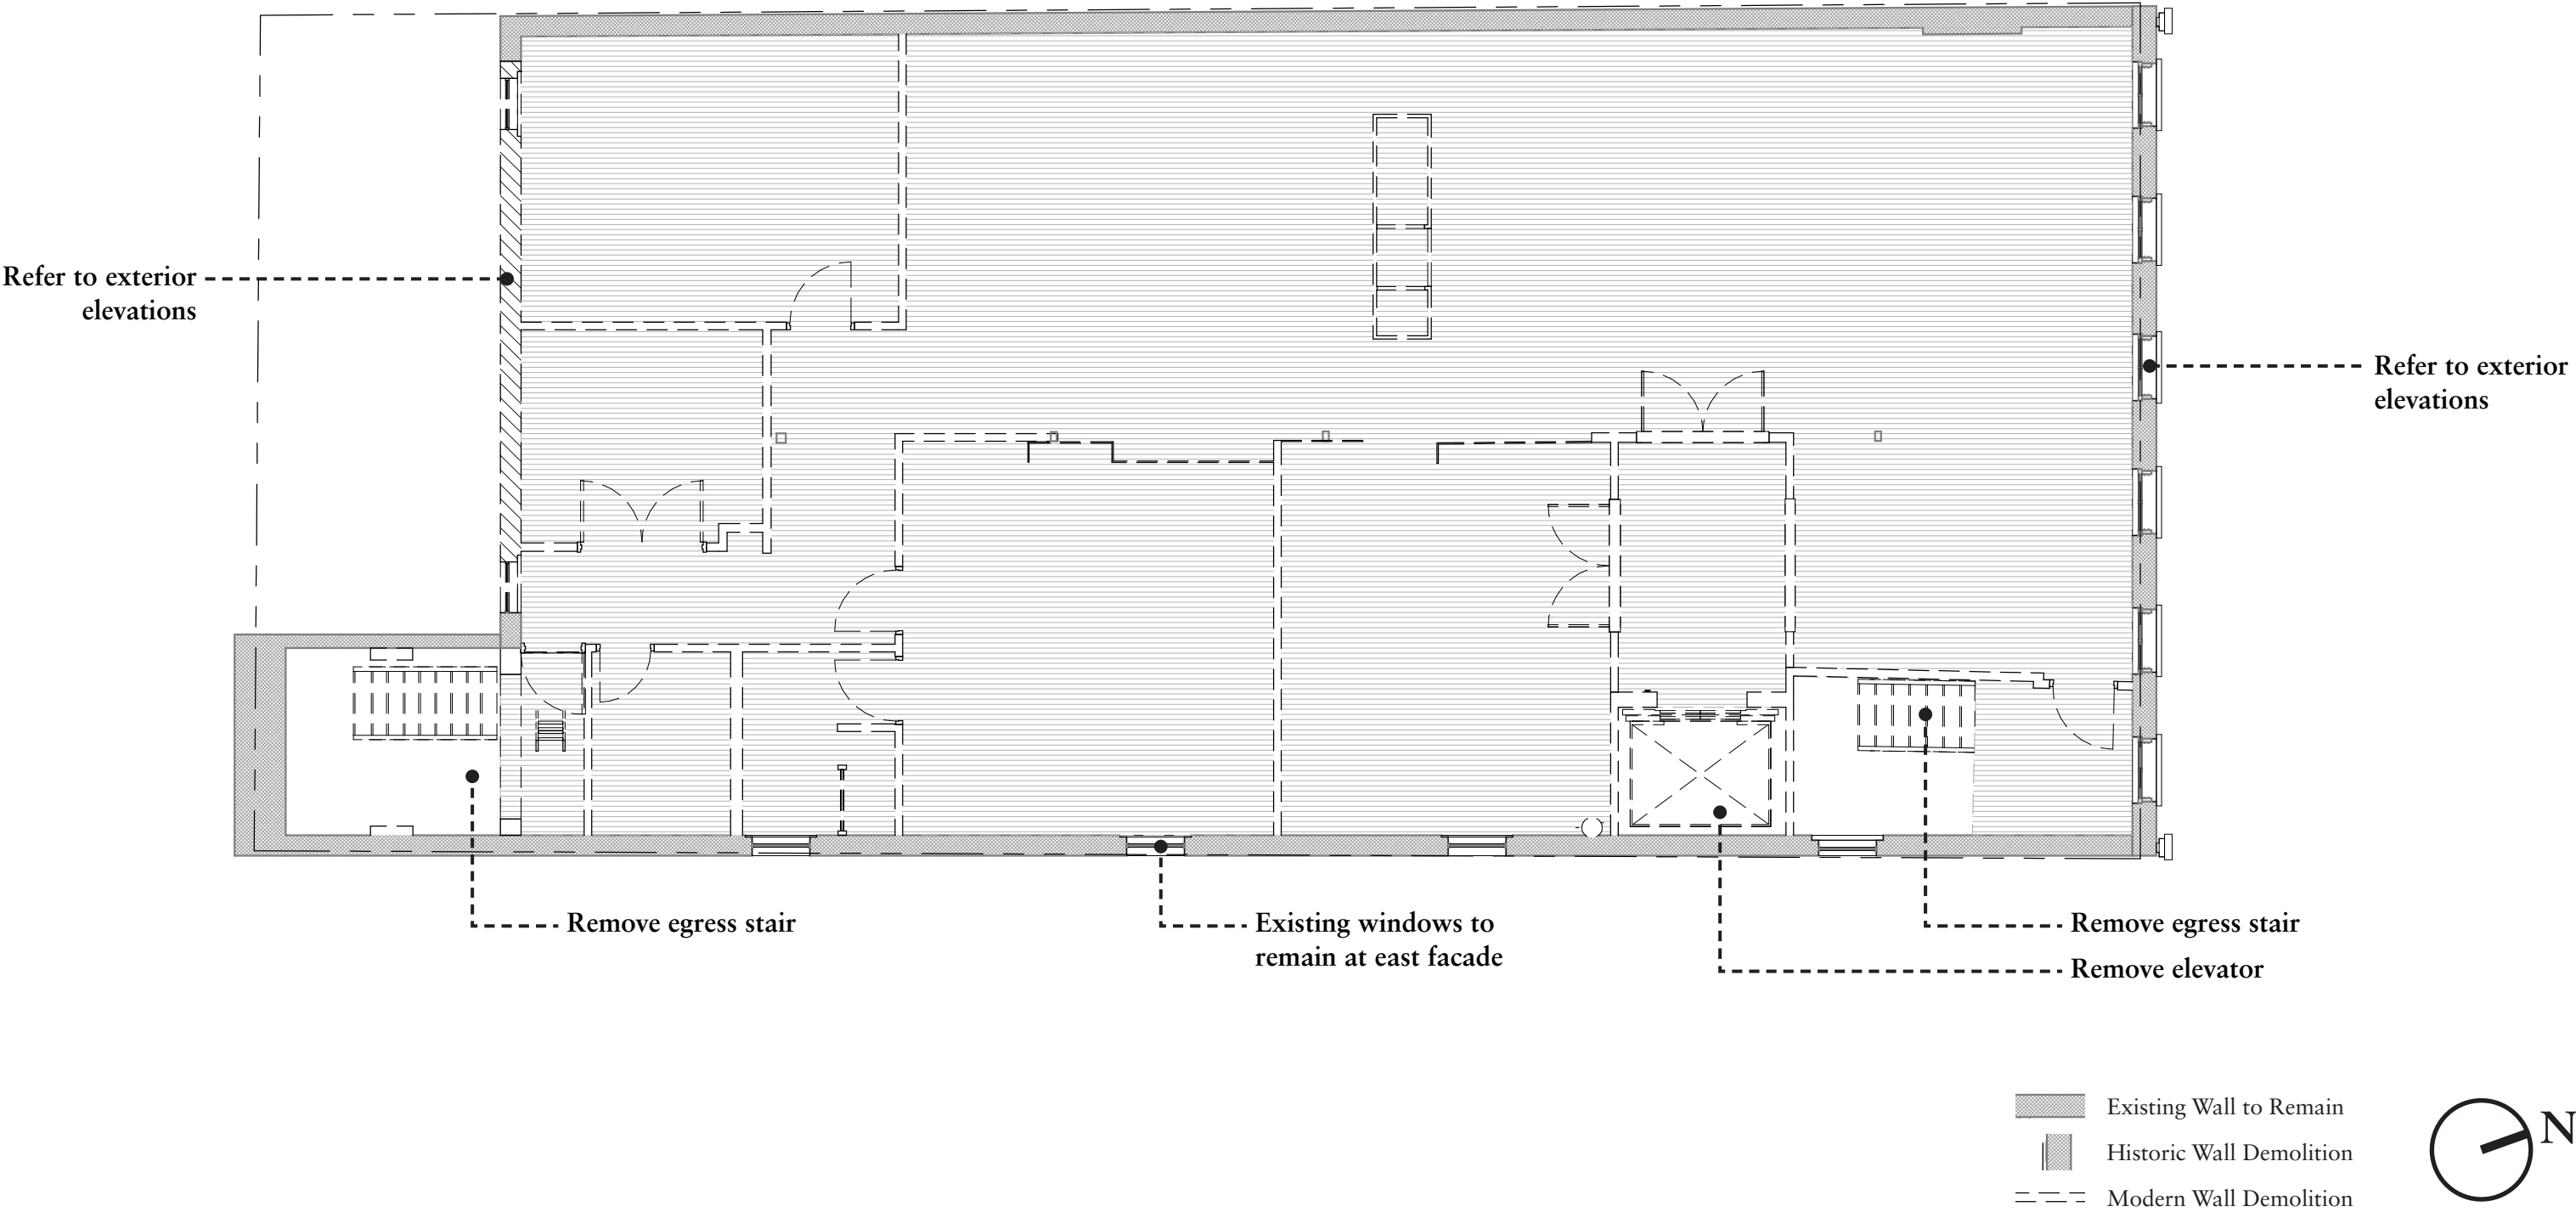 Refer to exterior
elevations
Refer to exterior
elevations
Remove egress stair
Existing windows to
remain at east facade
Remove egress stair
Remove elevator
Existing Wall to Remain
Historic Wall Demolition
Modern Wall Demolition
N